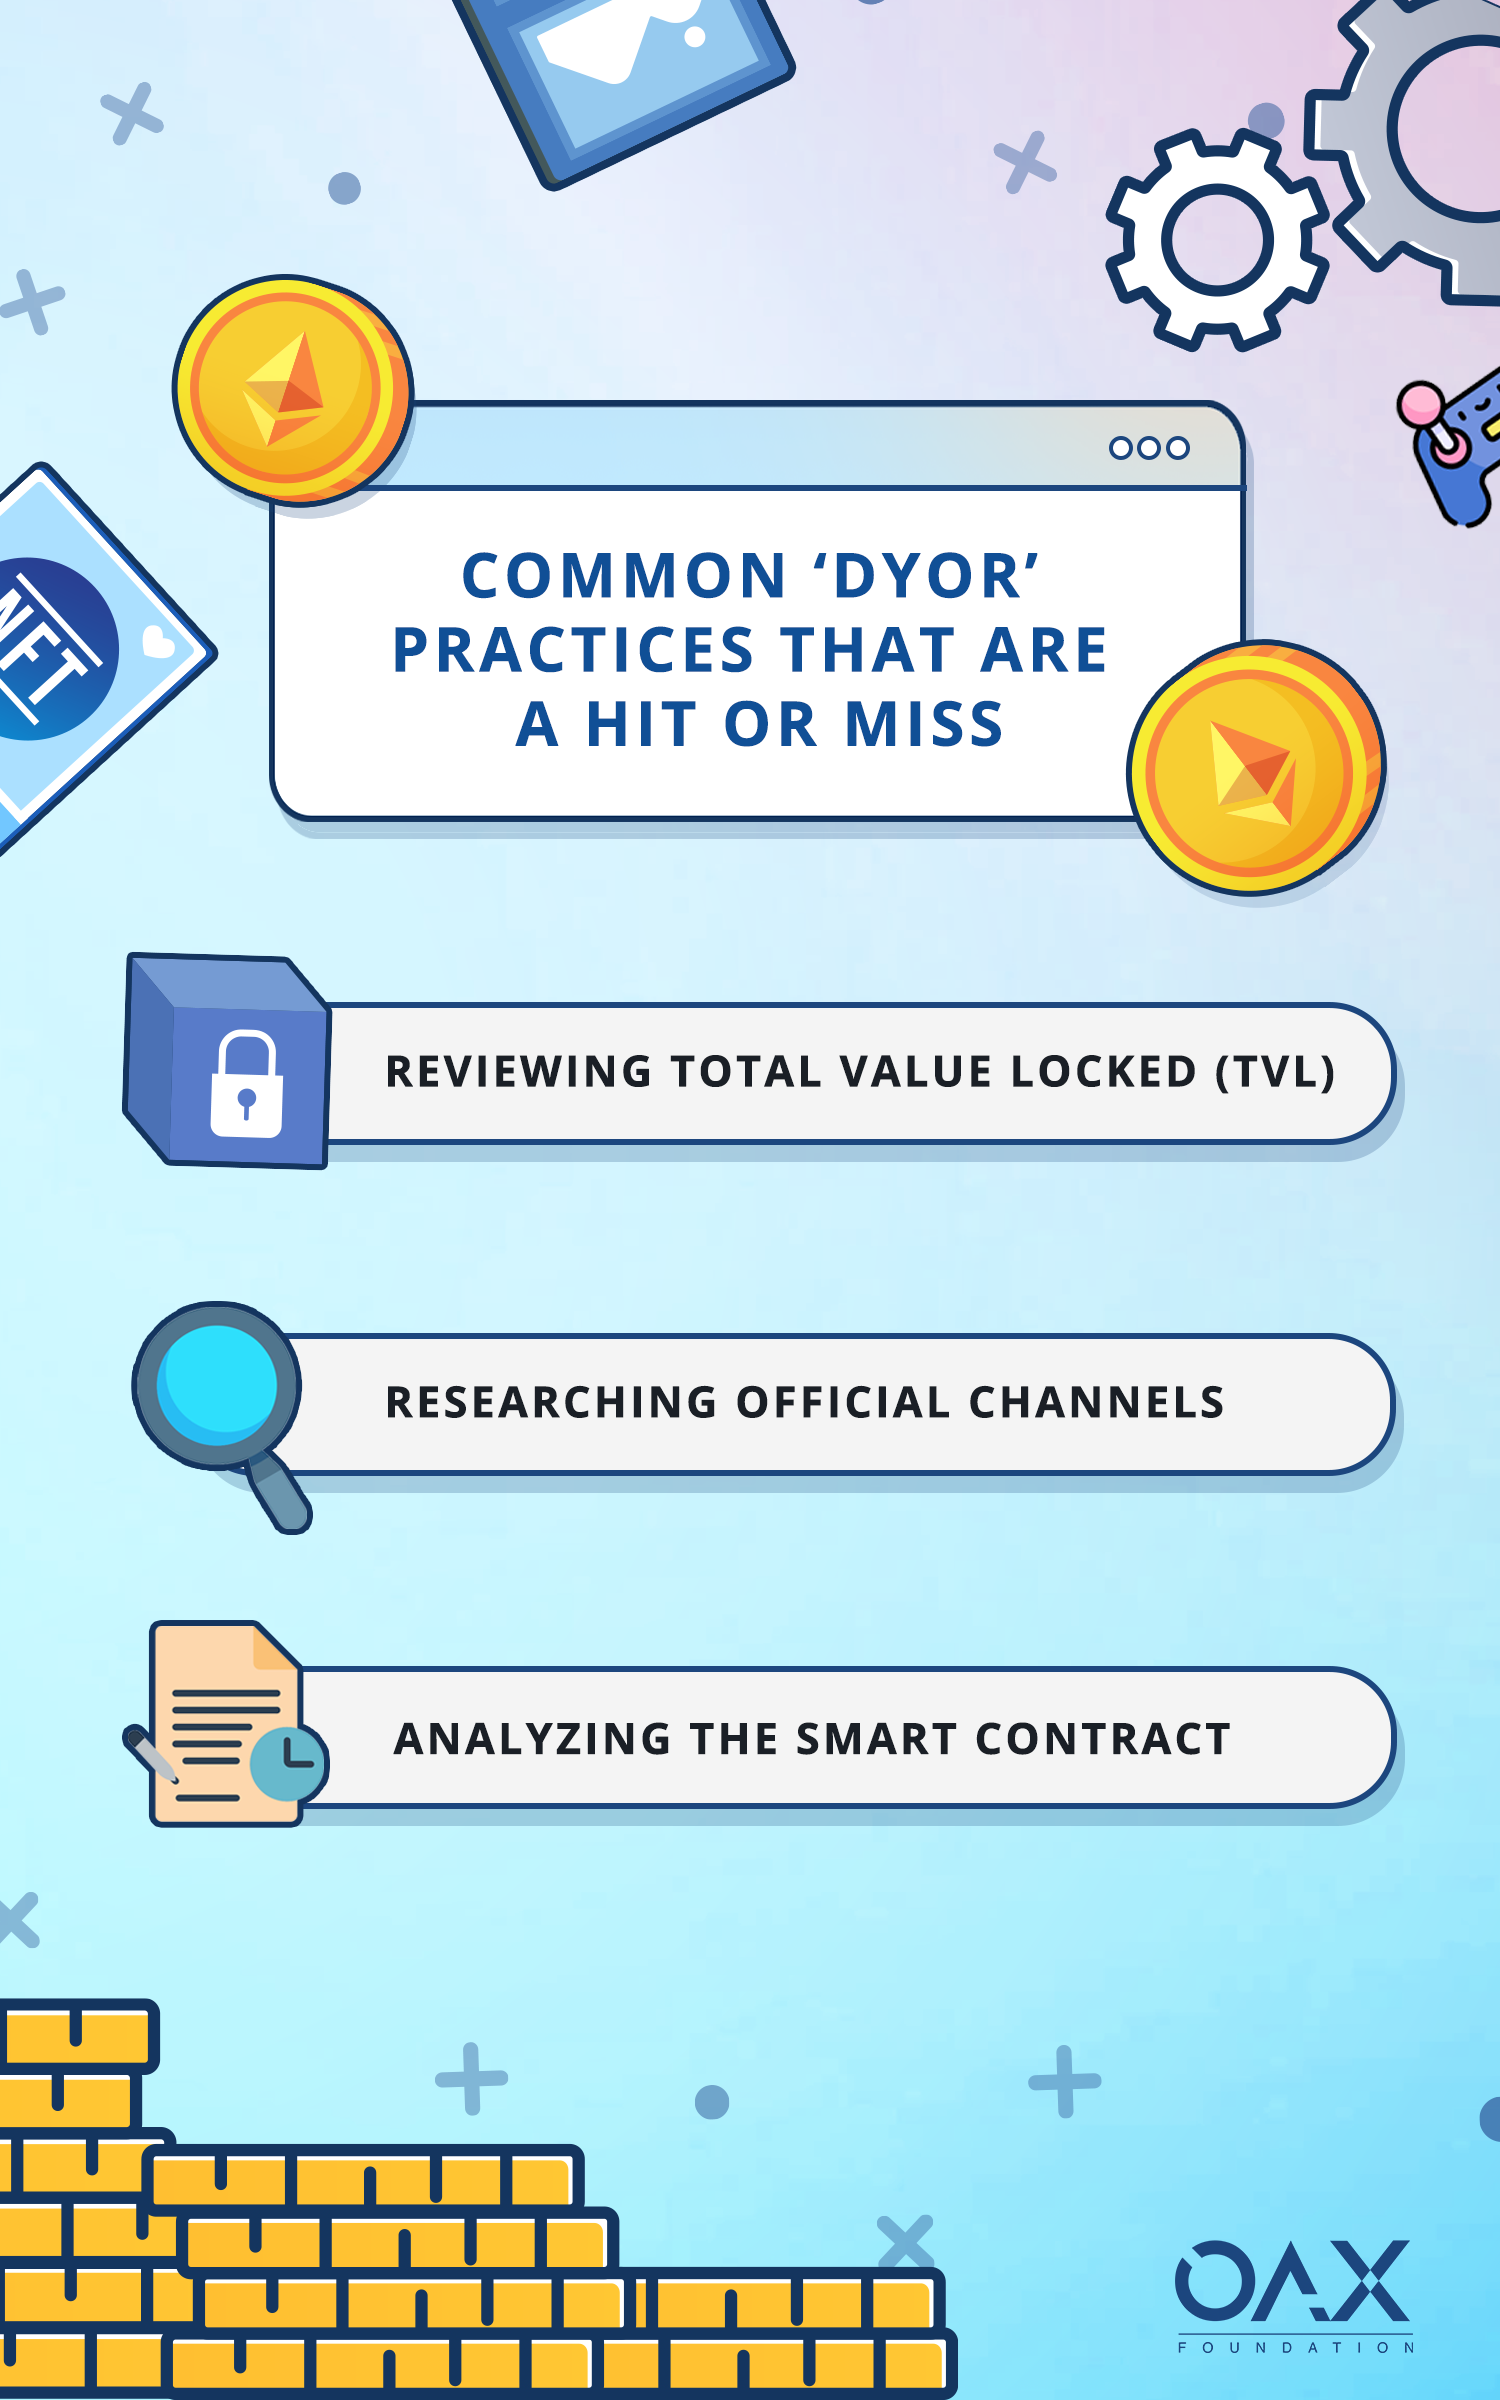 COMMON ‘DYOR’
PRACTICES THAT ARE
A HIT OR MISS
NFT
REVIEWING TOTAL VALUE LOCKED (TVL)
RESEARCHING OFFICIAL CHANNELS
ANALYZING THE SMART CONTRACT
OAX
FOUNDATION